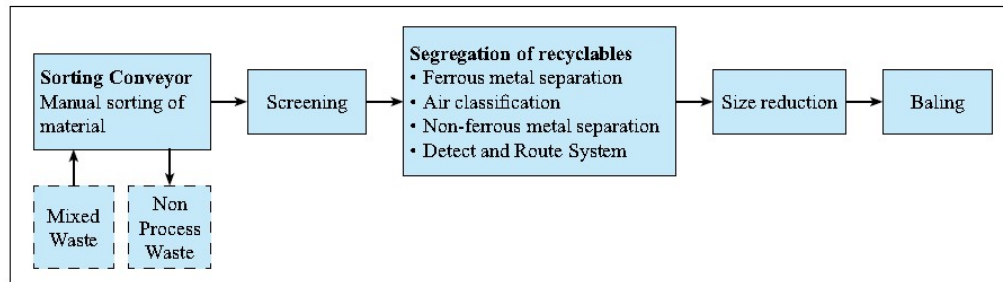 Sorting Conveyor
Manual sorting of
material
Mixed
Waste
Non
Process
Waste
Screening
Segregation of recyclables
• Ferrous metal separation
• Air classification
• Non-ferrous metal separation
• Detect and Route System
Size reduction
Baling